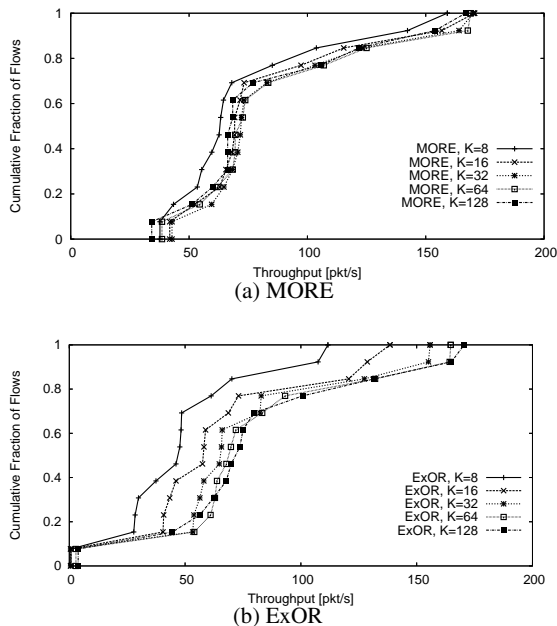 1
0.8
0.6
0.4
0.2
0
Cumulative Fraction of Flows
MORE, K=8
MORE, K=16
MORE, K=32
MORE, K=64
MORE, K=128
0 50 100 150 200
Throughput [pkt/s]
(a) MORE
1
0.8
0.6
0.4
0.2
0
Cumulative Fraction of Flows
ExOR, K=8
ExOR, K=16
ExOR, K=32
ExOR, K=64
ExOR, K=128
0 50 100 150 200
Throughput [pkt/s]
(b) ExOR